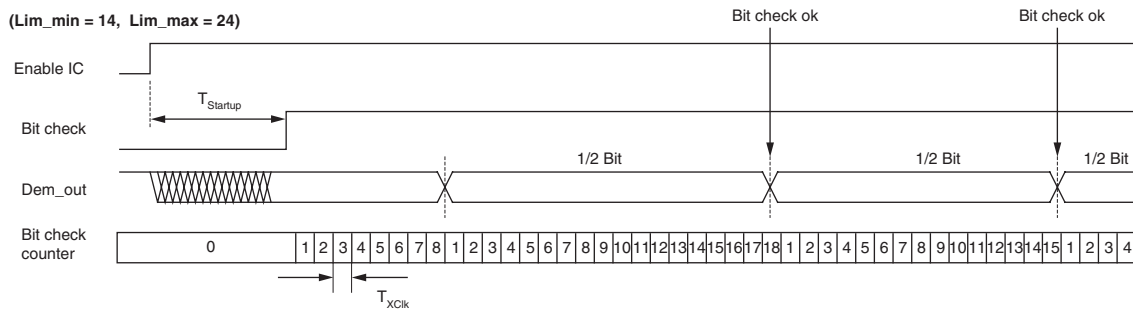 (Lim_min = 14, Lim_max = 24)
Bit check ok
Bit check ok
Enable IC
TStartup
Bit check
1/2 Bit
1/2 Bit
1/2 Bit
Dem_out
Bit check
counter
0 1 2 3 4 5 6 7 8 1 2 3 4 5 6 7 8 9 10 11 12 13 14 15 16 17 18 1 2 3 4 5 6 7 8 9 10 11 12 13 14 15 1 2 3 4
TXClk